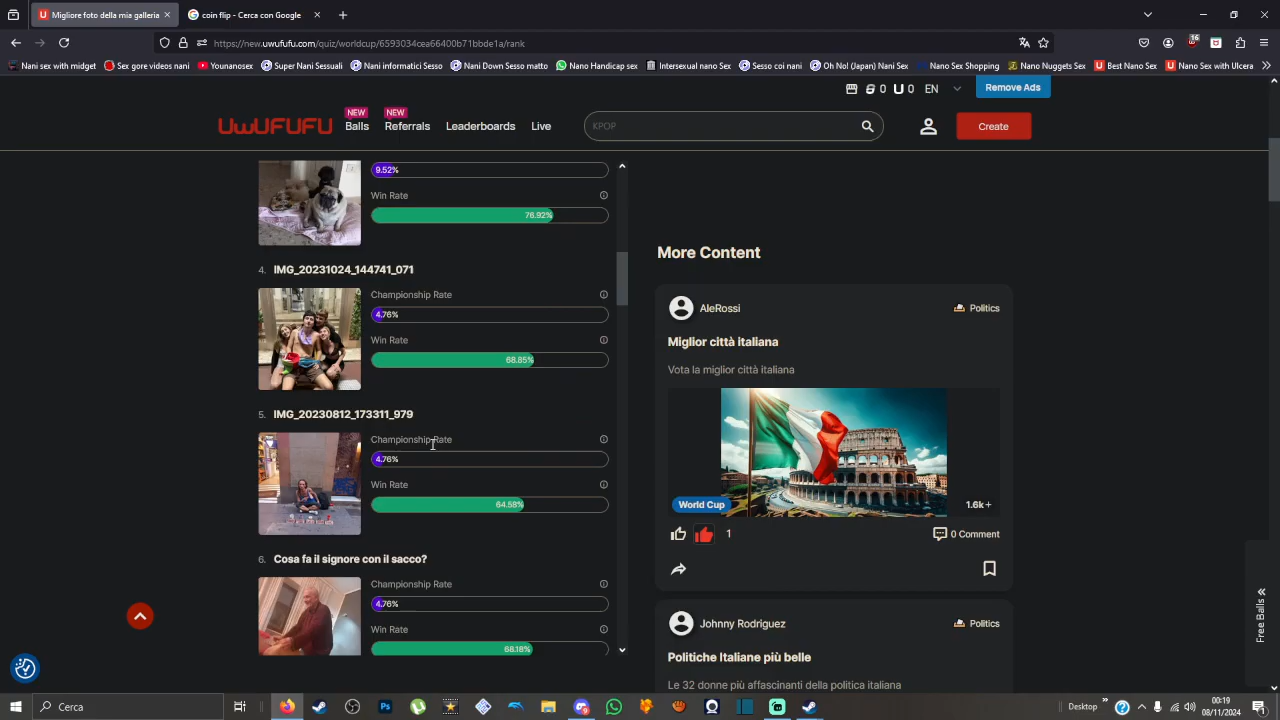 Migliore foto della mia galleria
coin flip - Cerca con Google
https://new.uwufufu.com/quiz/worldcup/6593034cea66400b71bbde1a/rank
16
Nani sex with midget
Sex gore videos nani
Younanosex
Super Nani Sessuali
Nani informatici Sesso
Nani Down Sesso matto
Nano Handicap sex
Intersexual nano Sex
Sesso coi nani
Oh No! (Japan) Nani Sex
Nano Sex Shopping
Nano Nuggets Sex
Best Nano Sex
Nano Sex with Ulcera
0
0
EN
Remove Ads
UwUFUFU
NEW
Balls
NEW
Referrals
Leaderboards
Live
KPOP
Create
9.52%
Win Rate
76.92%
4. IMG_20231024_144741_071
Championship Rate
4.76%
Win Rate
68.85%
5. IMG_20230812_173311_979
Championship Rate
4.76%
Win Rate
64.58%
6. Cosa fa il signore con il sacco?
Championship Rate
4.76%
Win Rate
68.18%
More Content
AleRossi
Politics
Miglior città italiana
Vota la miglior città italiana
World Cup
1.6k+
1
0 Comment
Johnny Rodriguez
Politics
Politiche Italiane più belle
Le 32 donne più affascinanti della politica italiana
Free Balls
Cerca
Desktop
00:19
08/11/2024